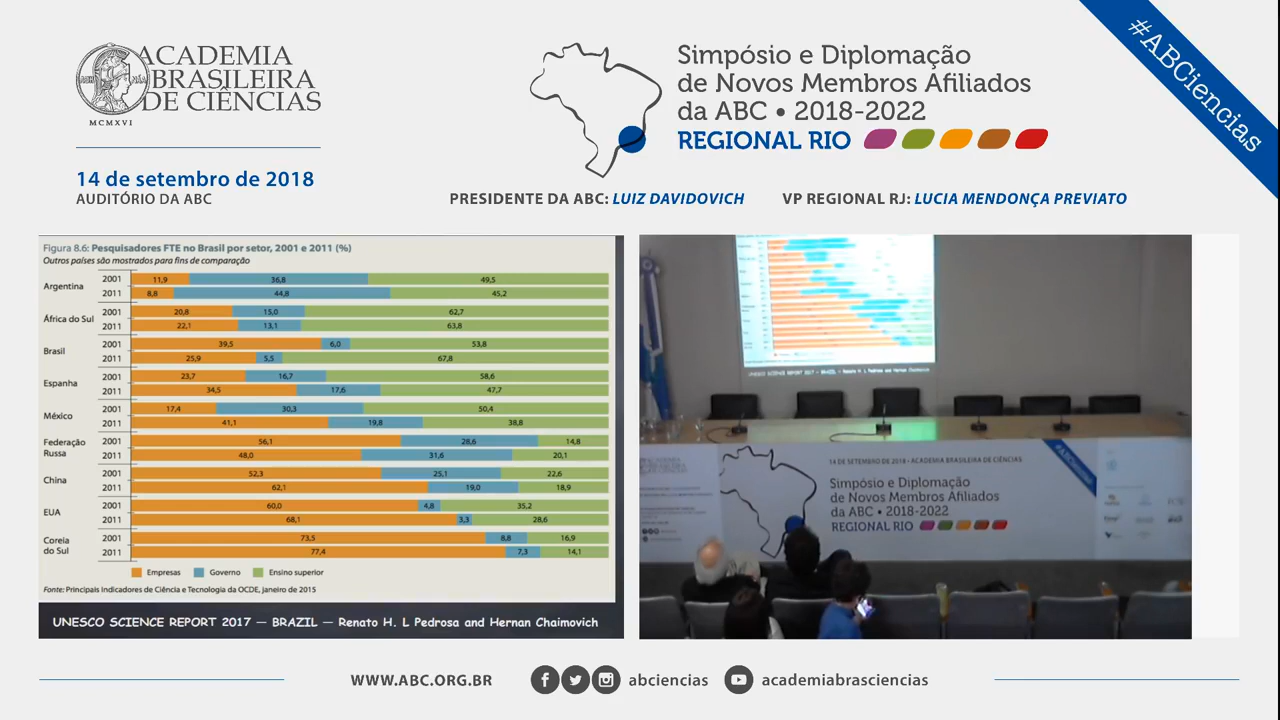 ACADEMIA
BRASILEIRA
DE CIÊNCIAS
MCMXVI
14 de setembro de 2018
AUDITÓRIO DA ABC
Simpósio e Diplomação
de Novos Membros Afiliados
da ABC • 2018-2022
REGIONAL RIO
#ABCiencias
PRESIDENTE DA ABC: LUIZ DAVIDOVICH VP REGIONAL RJ: LUCIA MENDONÇA PREVIATO
Figura 8.6: Pesquisadores FTE no Brasil por setor, 2001 e 2011 (%)
Outros países são mostrados para fins de comparação
Argentina
2001 11,9 36,8 49,5
2011 8,8 44,8 45,2
África do Sul
2001 20,8 15,0 62,7
2011 22,1 13,1 63,8
Brasil
2001 39,5 6,0 53,8
2011 25,9 5,5 67,8
Espanha
2001 23,7 16,7 58,6
2011 34,5 17,6 47,7
México
2001 17,4 30,3 50,4
2011 41,1 19,8 38,8
Federação
Russa
2001 56,1 28,6 14,8
2011 48,0 31,6 20,1
China
2001 52,3 25,1 22,6
2011 62,1 19,0 18,9
EUA
2001 60,0 4,8 35,2
2011 68,1 3,3 28,6
Coreia
do Sul
2001 73,5 8,8 16,9
2011 77,4 7,3 14,1
Empresas Governo Ensino superior
Fonte: Principais Indicadores de Ciência e Tecnologia da OCDE, janeiro de 2015
UNESCO SCIENCE REPORT 2017 — BRAZIL — Renato H. L Pedrosa and Hernan Chaimovich
UNESCO SCIENCE REPORT 2017 — BRAZIL — Renato H. L Pedrosa and Hernan Chaimovich
14 DE SETEMBRO DE 2018 • ACADEMIA BRASILEIRA DE CIÊNCIAS
#ABCiencias
Simpósio e Diplomação
de Novos Membros Afiliados
da ABC • 2018-2022
REGIONAL RIO
WWW.ABC.ORG.BR abciencias academiabrasciencias